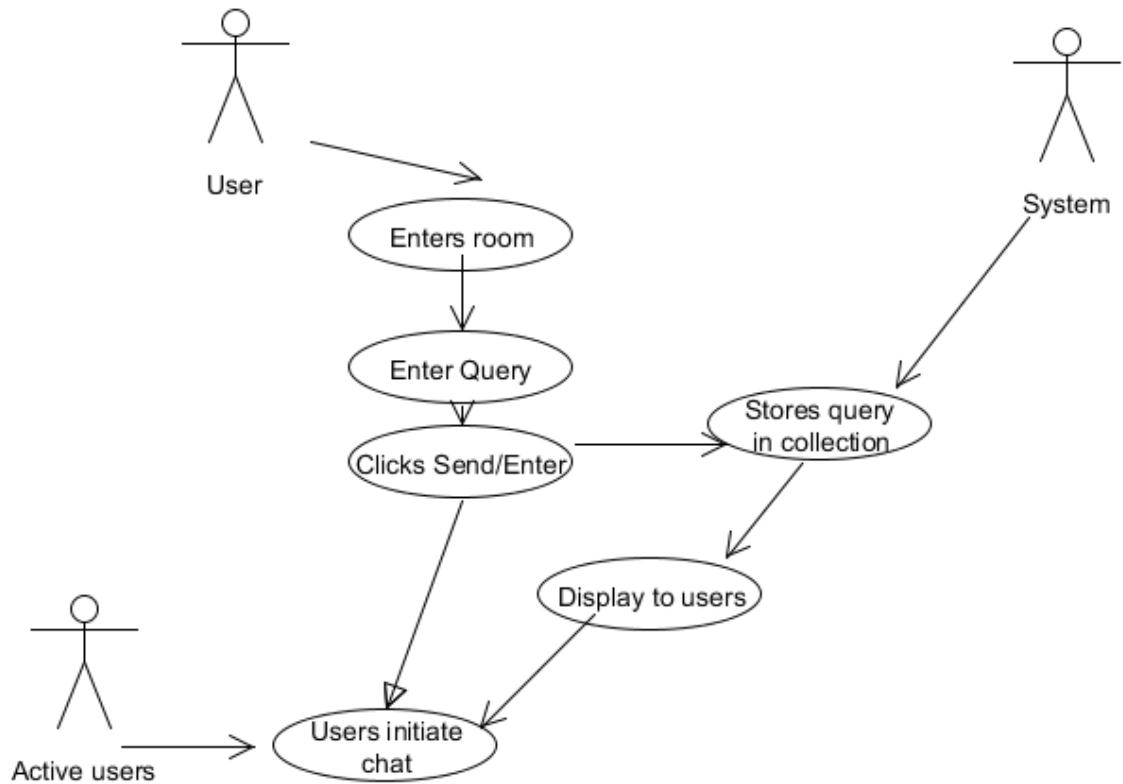 User
System
Enters room
Enter Query
Stores query
in collection
Clicks Send/Enter
Display to users
Users initiate
chat
Active users